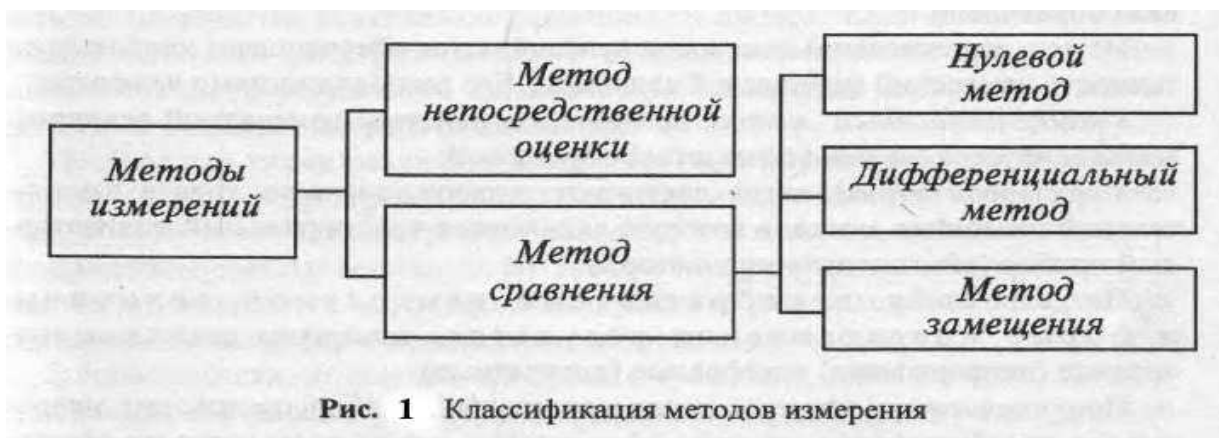 Методы
измерений
Метод
непосредственной
оценки
Метод
сравнения
Нулевой
метод
Дифференциальный
метод
Метод
замещения
Рис. 1 Классификация методов измерения